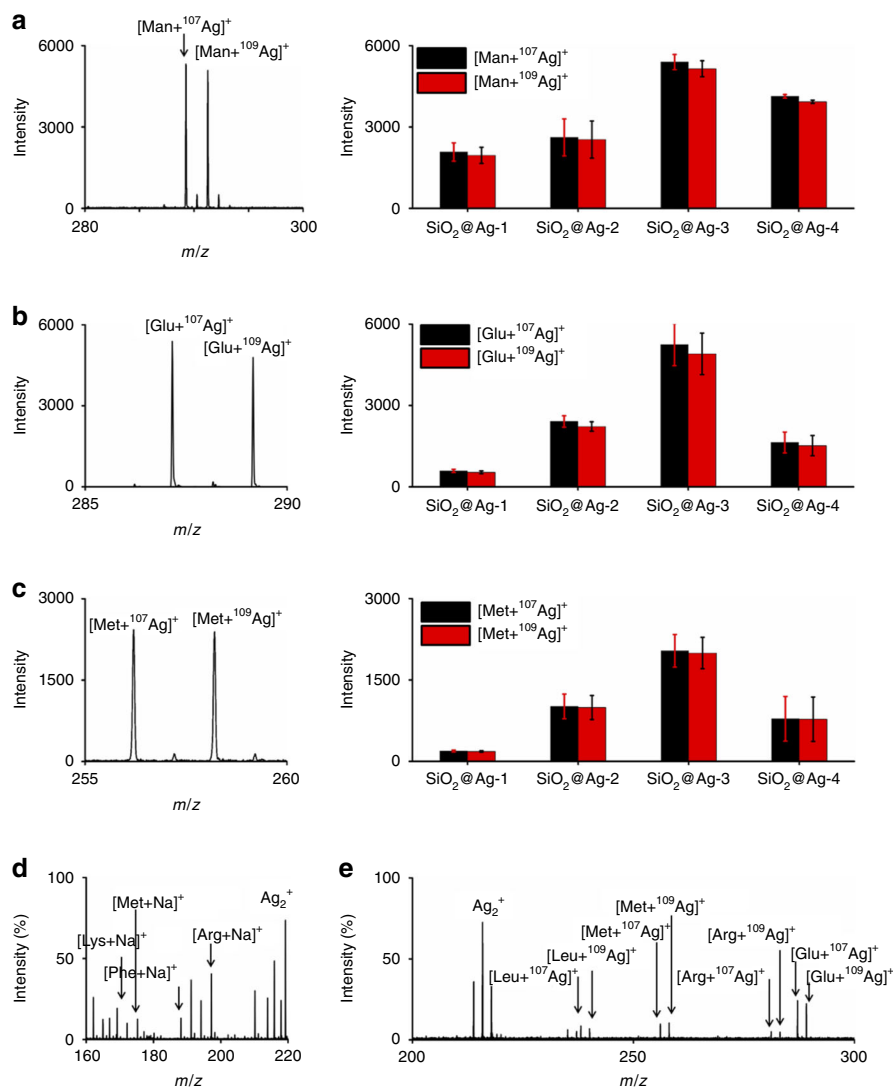 a
[Man+¹⁰⁷Ag]⁺
[Man+¹⁰⁹Ag]⁺
6000
3000
0
Intensity
280
300
m/z
[Man+¹⁰⁷Ag]⁺
[Man+¹⁰⁹Ag]⁺
6000
3000
0
Intensity
SiO₂@Ag-1
SiO₂@Ag-2
SiO₂@Ag-3
SiO₂@Ag-4
b
[Glu+¹⁰⁷Ag]⁺
[Glu+¹⁰⁹Ag]⁺
6000
3000
0
Intensity
285
290
m/z
[Glu+¹⁰⁷Ag]⁺
[Glu+¹⁰⁹Ag]⁺
6000
3000
0
Intensity
SiO₂@Ag-1
SiO₂@Ag-2
SiO₂@Ag-3
SiO₂@Ag-4
c
[Met+¹⁰⁷Ag]⁺
[Met+¹⁰⁹Ag]⁺
3000
1500
0
Intensity
255
260
m/z
[Met+¹⁰⁷Ag]⁺
[Met+¹⁰⁹Ag]⁺
3000
1500
0
Intensity
SiO₂@Ag-1
SiO₂@Ag-2
SiO₂@Ag-3
SiO₂@Ag-4
d
100
50
0
Intensity (%)
[Met+Na]⁺
Ag₂⁺
[Lys+Na]⁺
[Arg+Na]⁺
[Phe+Na]⁺
160
180
200
220
m/z
e
100
50
0
Intensity (%)
Ag₂⁺
[Met+¹⁰⁹Ag]⁺
[Met+¹⁰⁷Ag]⁺
[Arg+¹⁰⁹Ag]⁺
[Leu+¹⁰⁹Ag]⁺
[Glu+¹⁰⁷Ag]⁺
[Leu+¹⁰⁷Ag]⁺
[Arg+¹⁰⁷Ag]⁺
[Glu+¹⁰⁹Ag]⁺
200
250
300
m/z